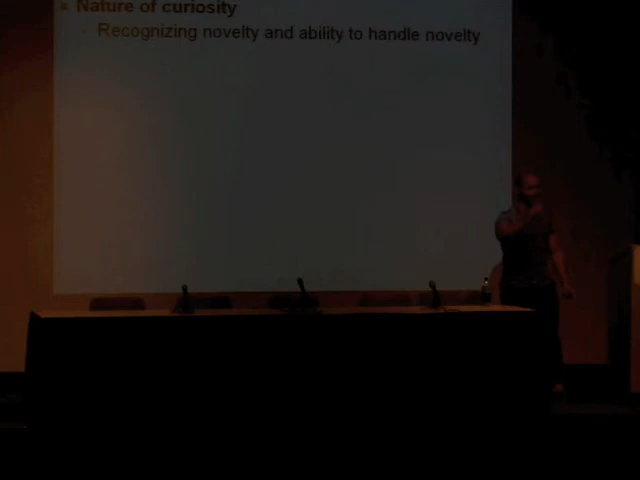 Nature of curiosity
Recognizing novelty and ability to handle novelty